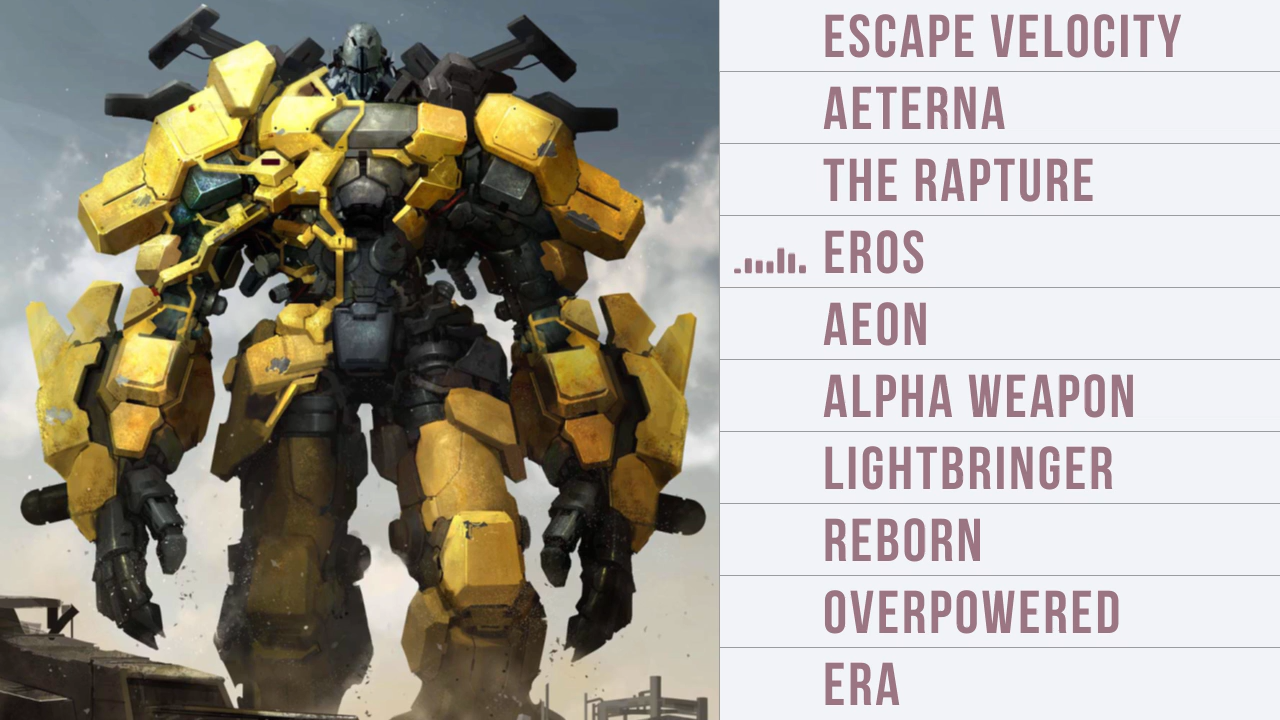 ESCAPE VELOCITY
AETERNA
THE RAPTURE
EROS
AEON
ALPHA WEAPON
LIGHTBRINGER
REBORN
OVERPOWERED
ERA